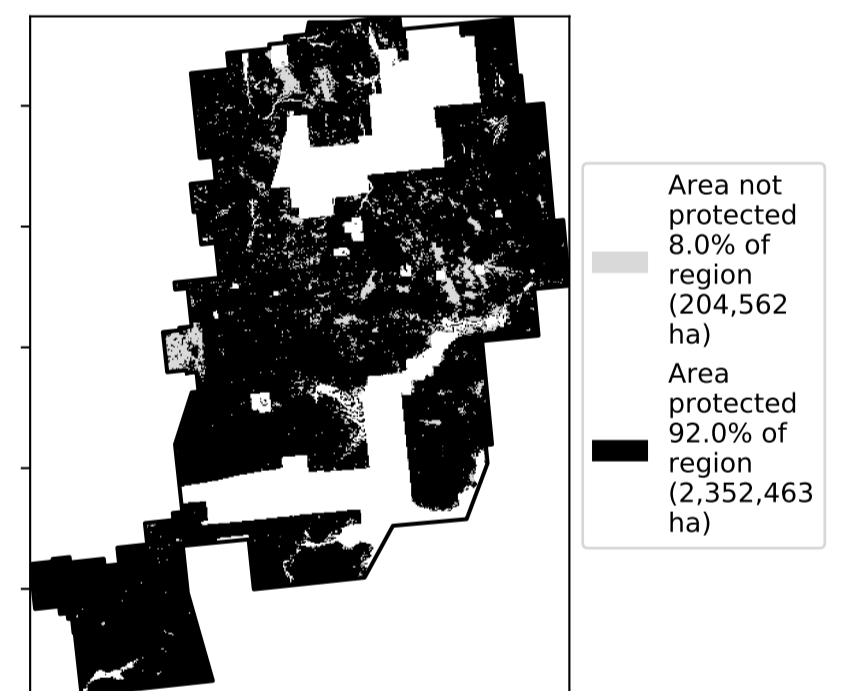 Area not
protected
8.0% of
region
(204,562
ha)
Area
protected
92.0% of
region
(2,352,463
ha)